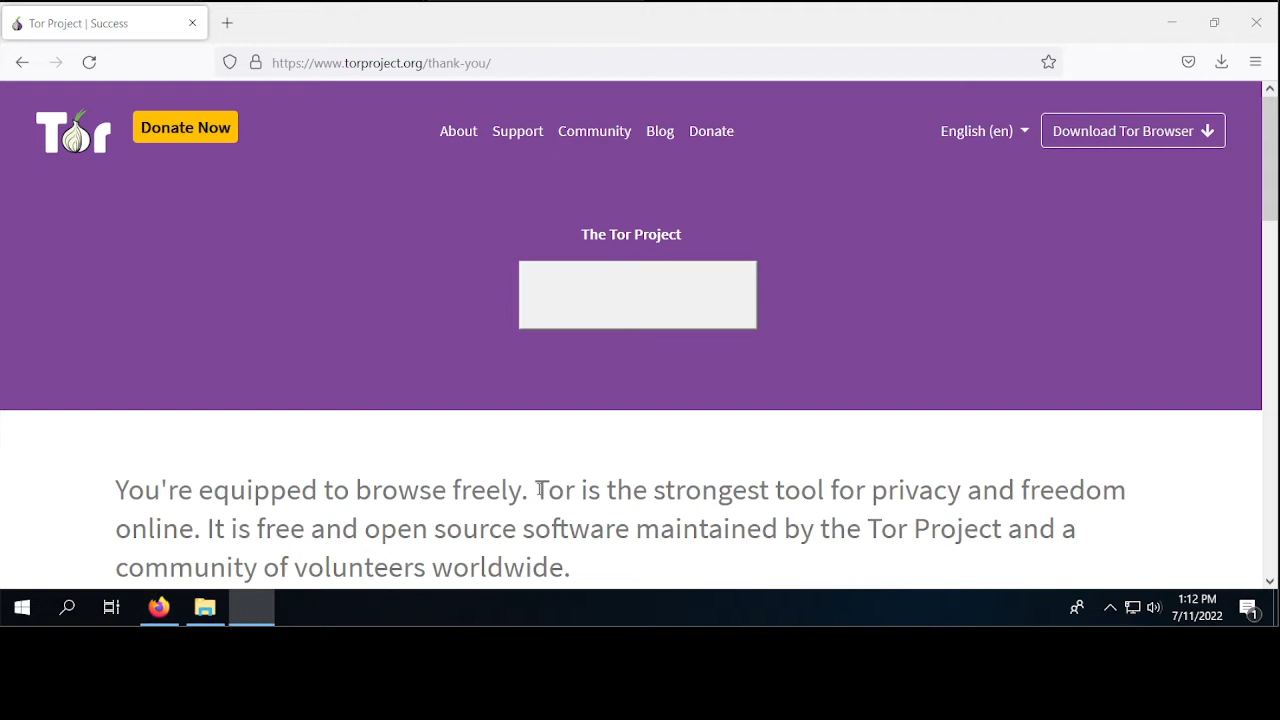 Tor Project | Success
https://www.torproject.org/thank-you/
Tor
Donate Now
About Support Community Blog Donate
English (en)
Download Tor Browser
The Tor Project
You're equipped to browse freely. Tor is the strongest tool for privacy and freedom
online. It is free and open source software maintained by the Tor Project and a
community of volunteers worldwide.
1:12 PM
7/11/2022
1